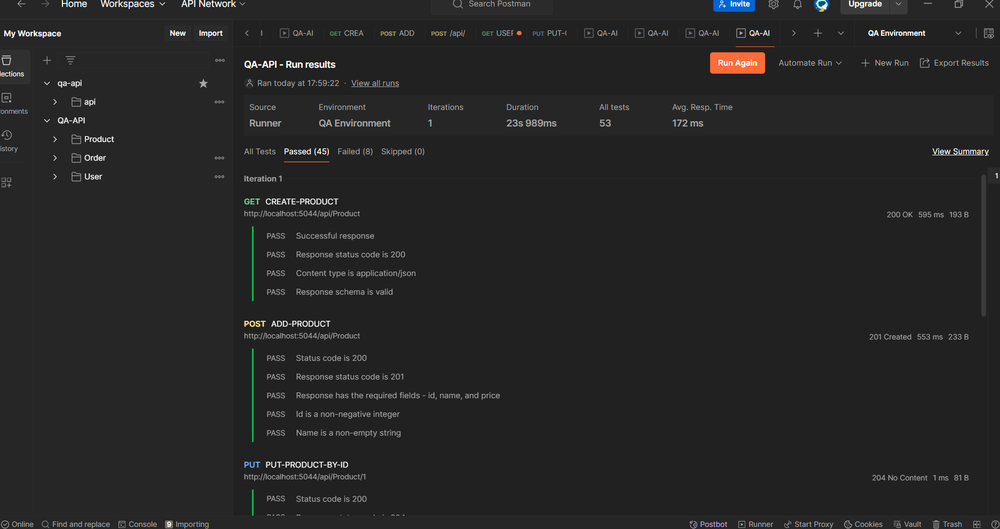 Home Workspaces API Network Search Postman Invite Upgrade
My Workspace New Import QA-AI GET CREA POST ADD POST /api/ GET USER PUT PUT-( QA-AI QA-AI QA-AI QA-AI QA Environment
lections
ronments
istory
qa-api
api
QA-API
Product
Order
User
QA-API - Run results Run Again Automate Run New Run Export Results
Ran today at 17:59:22 · View all runs
Source Environment Iterations Duration All tests Avg. Resp. Time
Runner QA Environment 1 23s 989ms 53 172 ms
All Tests Passed (45) Failed (8) Skipped (0) View Summary
Iteration 1 1
GET CREATE-PRODUCT
http://localhost:5044/api/Product 200 OK 595 ms 193 B
PASS Successful response
PASS Response status code is 200
PASS Content type is application/json
PASS Response schema is valid
POST ADD-PRODUCT
http://localhost:5044/api/Product 201 Created 553 ms 233 B
PASS Status code is 200
PASS Response status code is 201
PASS Response has the required fields - id, name, and price
PASS Id is a non-negative integer
PASS Name is a non-empty string
PUT PUT-PRODUCT-BY-ID
http://localhost:5044/api/Product/1 204 No Content 1 ms 81 B
PASS Status code is 200
Online Find and replace Console 9 Importing Postbot Runner Start Proxy Cookies Vault Trash